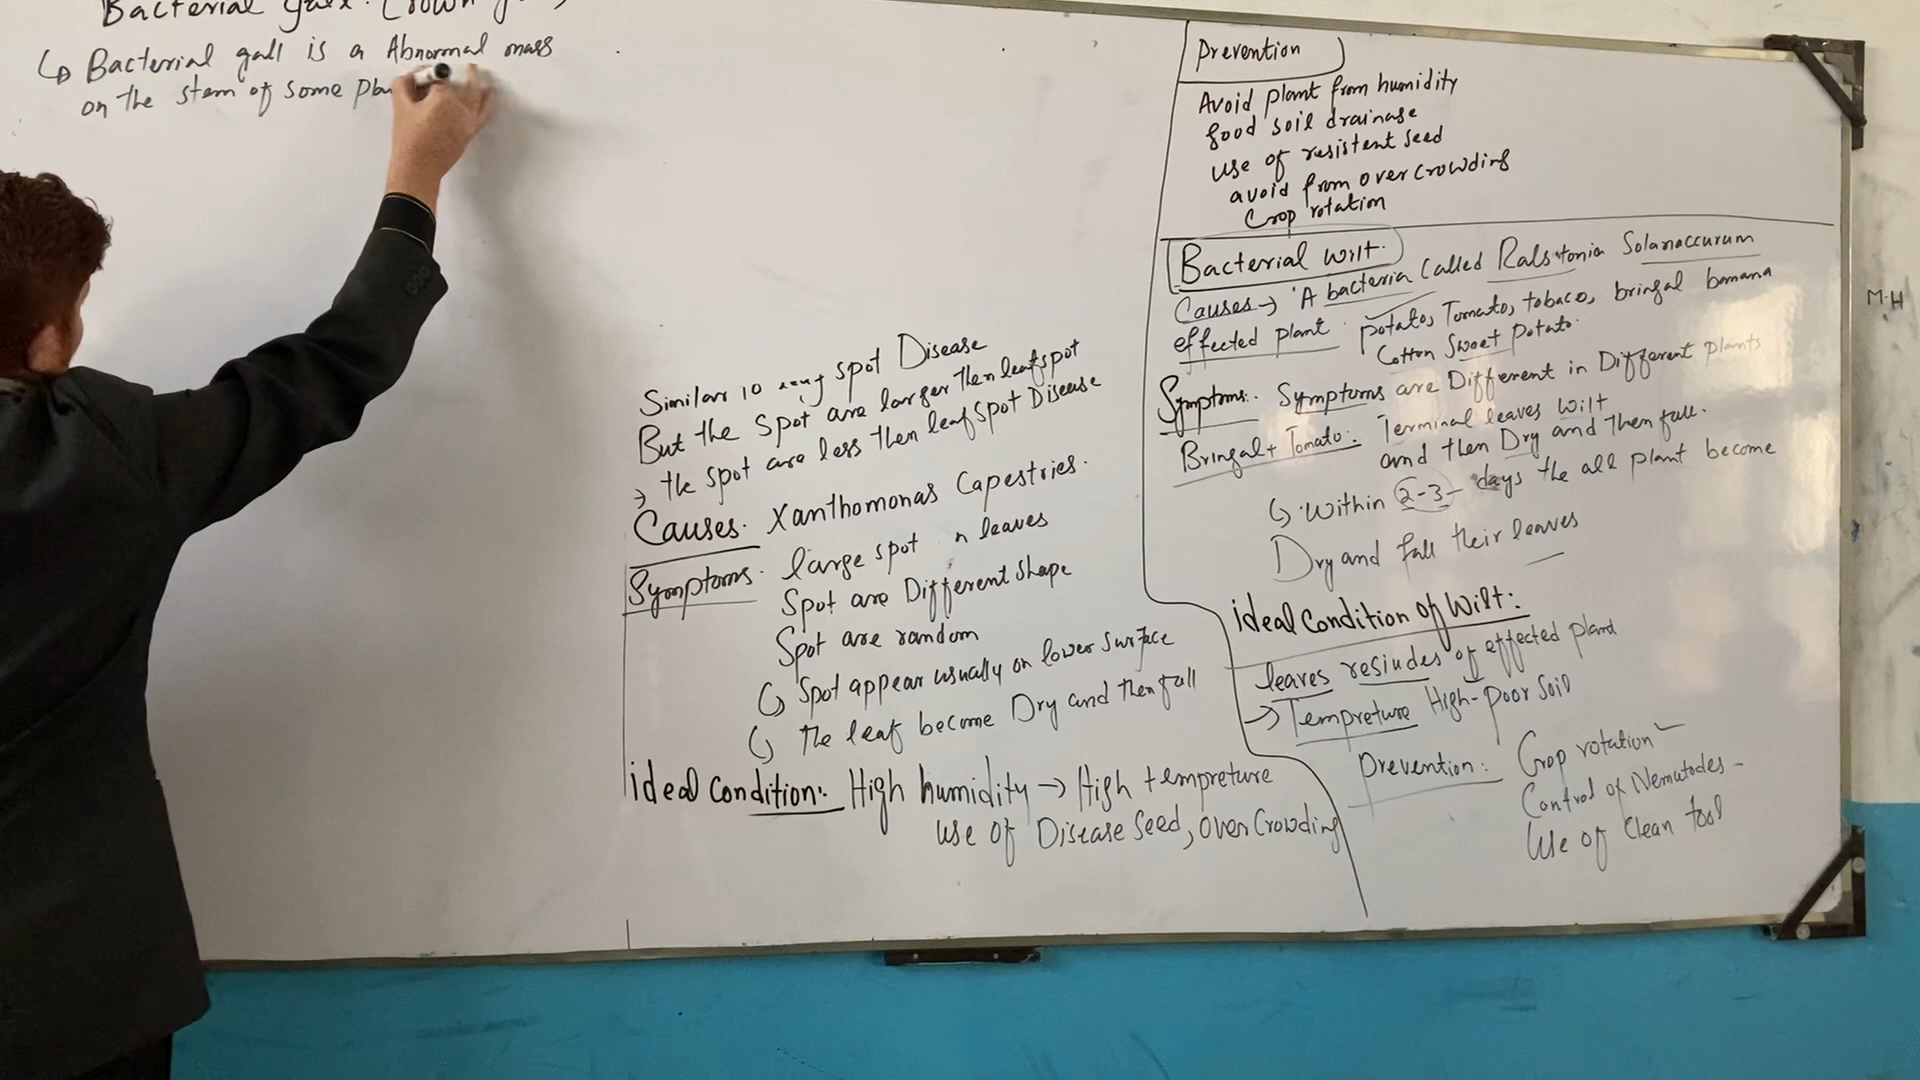 Bacterial gall: Crown
↳ Bacterial gall is a Abnormal mass
on the stem of some pla
Similar to spot Disease
But the spot are larger then leaf spot
→ the spot are less then leaf spot Disease
Causes. Xanthomonas Capestries.
Symptoms. large spot n leaves
Spot are Different shape
Spot are random
↳ Spot appear usually on lower surface
↳ The leaf become Dry and then fall
ideal Condition:- High humidity → High tempreture
use of Disease Seed, over Crowding
Prevention
Avoid plant from humidity
good soil drainase
use of resistent seed
avoid from over crowding
Crop rotation
Bacterial wilt.
Causes → 'A bacteria Called Ralstonia Solanaccurum
effected plant. potato, Tomato, tobaco, bringal banana
Cotton Sweet Potato.
Symptoms:. Symptoms are Different in Different plants
Bringal + Tomato:. Terminal leaves wilt
and then Dry and then fall.
↳ Within 2-3- days the all plant become
Dry and fall their leaves
ideal Condition of Wilt:
leaves resiudes of effected plant
→ Tempreture High-poor Soil
Prevention:. Crop rotation
Control of Nematodes -
Use of Clean tool
M.H